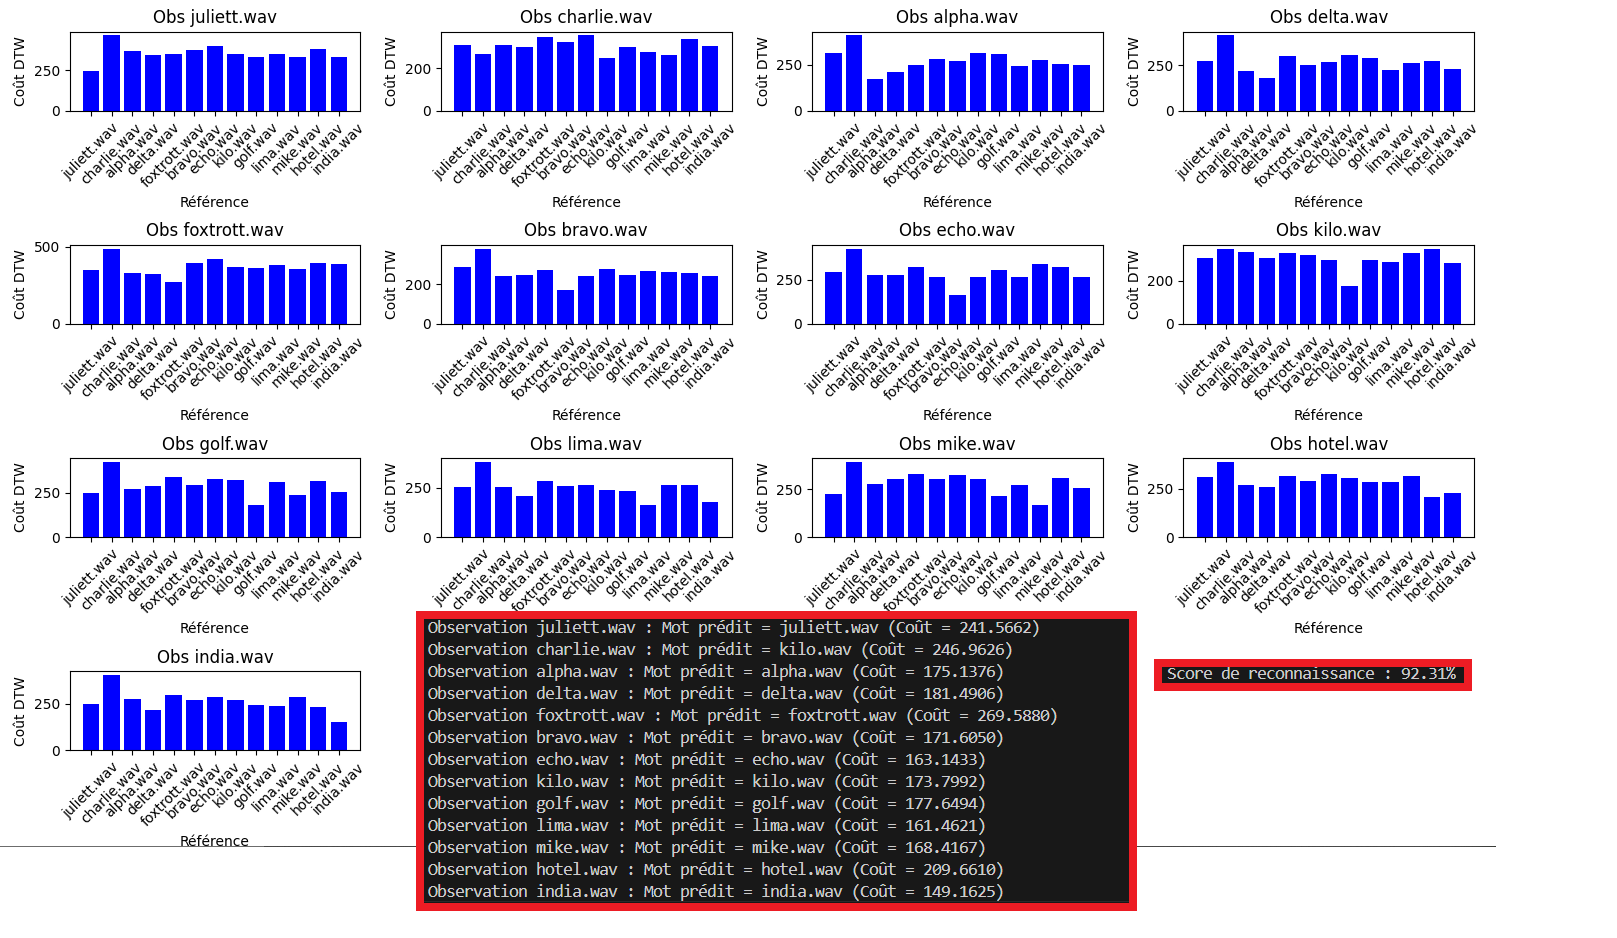 Obs juliett.wav
Coût DTW
250
0
juliett.wav
charlie.wav
alpha.wav
delta.wav
foxtrott.wav
bravo.wav
echo.wav
kilo.wav
golf.wav
lima.wav
mike.wav
hotel.wav
india.wav
Référence
Obs charlie.wav
Coût DTW
200
0
juliett.wav
charlie.wav
alpha.wav
delta.wav
foxtrott.wav
bravo.wav
echo.wav
kilo.wav
golf.wav
lima.wav
mike.wav
hotel.wav
india.wav
Référence
Obs alpha.wav
Coût DTW
250
0
juliett.wav
charlie.wav
alpha.wav
delta.wav
foxtrott.wav
bravo.wav
echo.wav
kilo.wav
golf.wav
lima.wav
mike.wav
hotel.wav
india.wav
Référence
Obs delta.wav
Coût DTW
250
0
juliett.wav
charlie.wav
alpha.wav
delta.wav
foxtrott.wav
bravo.wav
echo.wav
kilo.wav
golf.wav
lima.wav
mike.wav
hotel.wav
india.wav
Référence
Obs foxtrott.wav
Coût DTW
500
0
juliett.wav
charlie.wav
alpha.wav
delta.wav
foxtrott.wav
bravo.wav
echo.wav
kilo.wav
golf.wav
lima.wav
mike.wav
hotel.wav
india.wav
Référence
Obs bravo.wav
Coût DTW
200
0
juliett.wav
charlie.wav
alpha.wav
delta.wav
foxtrott.wav
bravo.wav
echo.wav
kilo.wav
golf.wav
lima.wav
mike.wav
hotel.wav
india.wav
Référence
Obs echo.wav
Coût DTW
250
0
juliett.wav
charlie.wav
alpha.wav
delta.wav
foxtrott.wav
bravo.wav
echo.wav
kilo.wav
golf.wav
lima.wav
mike.wav
hotel.wav
india.wav
Référence
Obs kilo.wav
Coût DTW
200
0
juliett.wav
charlie.wav
alpha.wav
delta.wav
foxtrott.wav
bravo.wav
echo.wav
kilo.wav
golf.wav
lima.wav
mike.wav
hotel.wav
india.wav
Référence
Obs golf.wav
Coût DTW
250
0
juliett.wav
charlie.wav
alpha.wav
delta.wav
foxtrott.wav
bravo.wav
echo.wav
kilo.wav
golf.wav
lima.wav
mike.wav
hotel.wav
india.wav
Référence
Obs lima.wav
Coût DTW
250
0
juliett.wav
charlie.wav
alpha.wav
delta.wav
foxtrott.wav
bravo.wav
echo.wav
kilo.wav
golf.wav
lima.wav
mike.wav
hotel.wav
india.wav
Obs mike.wav
Coût DTW
250
0
juliett.wav
charlie.wav
alpha.wav
delta.wav
foxtrott.wav
bravo.wav
echo.wav
kilo.wav
golf.wav
lima.wav
mike.wav
hotel.wav
india.wav
Obs hotel.wav
Coût DTW
250
0
juliett.wav
charlie.wav
alpha.wav
delta.wav
foxtrott.wav
bravo.wav
echo.wav
kilo.wav
golf.wav
lima.wav
mike.wav
hotel.wav
india.wav
Référence
Obs india.wav
Coût DTW
250
0
juliett.wav
charlie.wav
alpha.wav
delta.wav
foxtrott.wav
bravo.wav
echo.wav
kilo.wav
golf.wav
lima.wav
mike.wav
hotel.wav
india.wav
Référence
Observation juliett.wav : Mot prédit = juliett.wav (Coût = 241.5662)
Observation charlie.wav : Mot prédit = kilo.wav (Coût = 246.9626)
Observation alpha.wav : Mot prédit = alpha.wav (Coût = 175.1376)
Observation delta.wav : Mot prédit = delta.wav (Coût = 181.4906)
Observation foxtrott.wav : Mot prédit = foxtrott.wav (Coût = 269.5880)
Observation bravo.wav : Mot prédit = bravo.wav (Coût = 171.6050)
Observation echo.wav : Mot prédit = echo.wav (Coût = 163.1433)
Observation kilo.wav : Mot prédit = kilo.wav (Coût = 173.7992)
Observation golf.wav : Mot prédit = golf.wav (Coût = 177.6494)
Observation lima.wav : Mot prédit = lima.wav (Coût = 161.4621)
Observation mike.wav : Mot prédit = mike.wav (Coût = 168.4167)
Observation hotel.wav : Mot prédit = hotel.wav (Coût = 209.6610)
Observation india.wav : Mot prédit = india.wav (Coût = 149.1625)
Score de reconnaissance : 92.31%